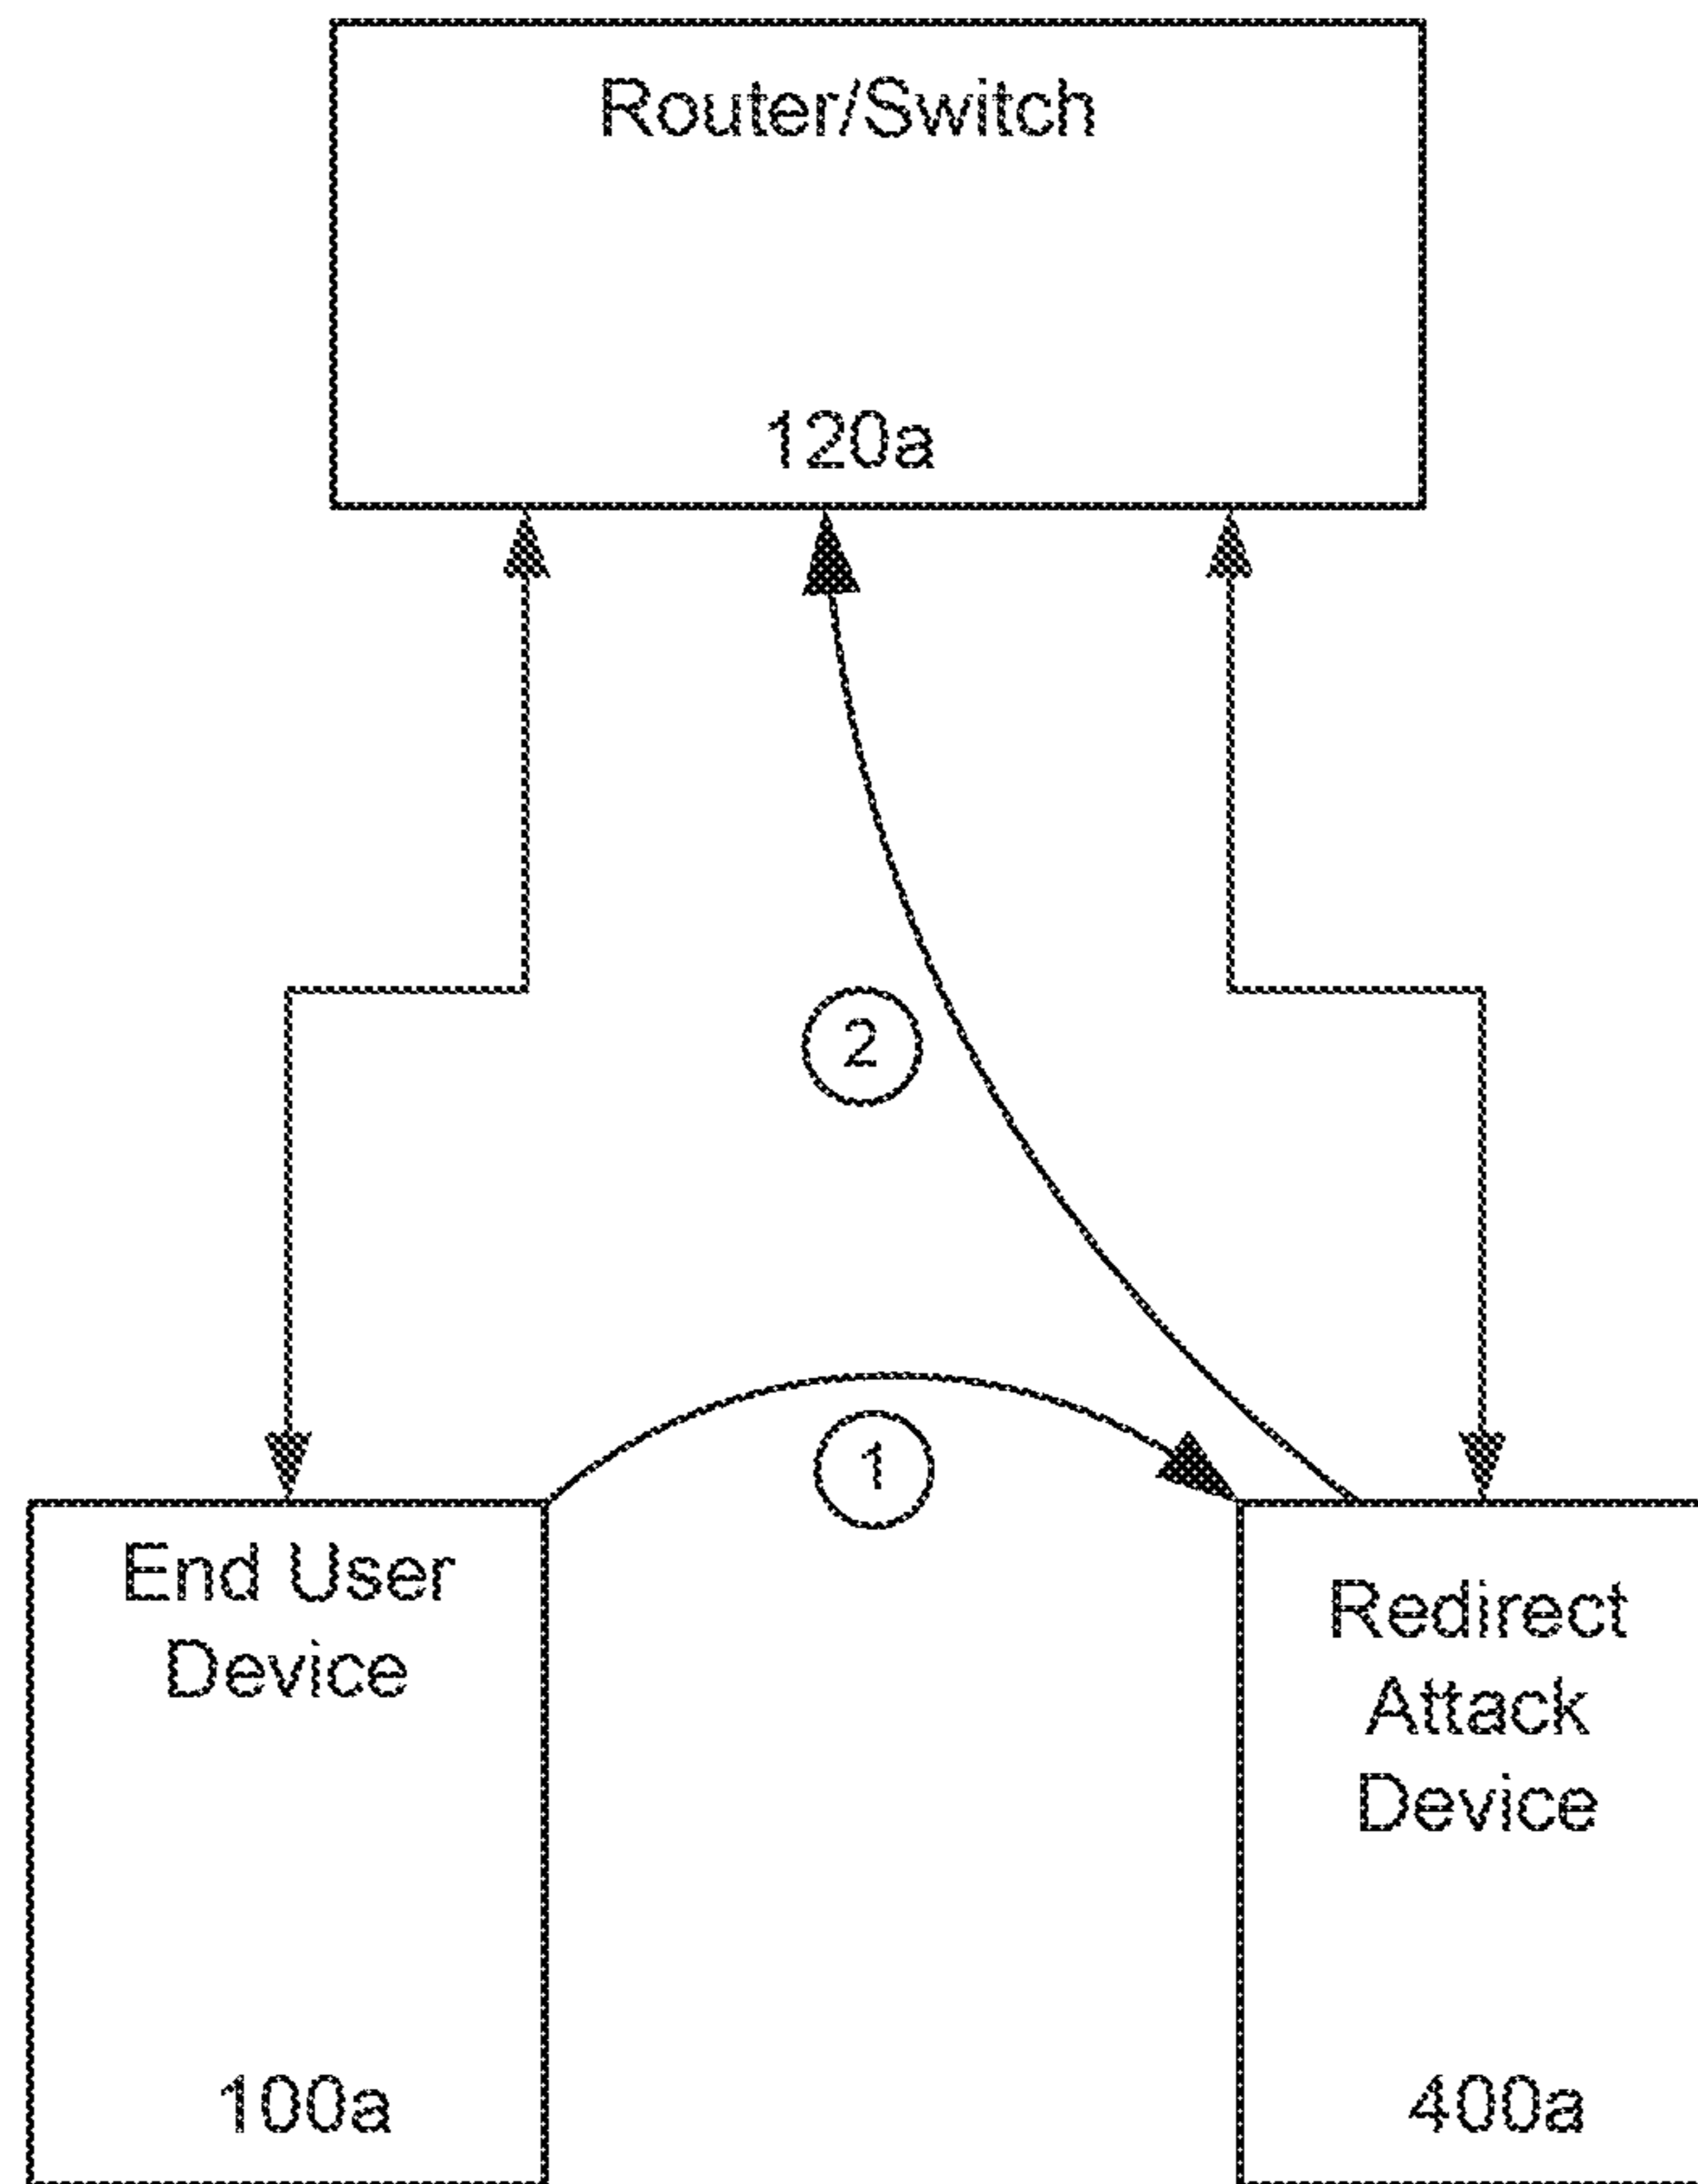 Router/Switch
120a
2
1
End User
Device
100a
Redirect
Attack
Device
400a